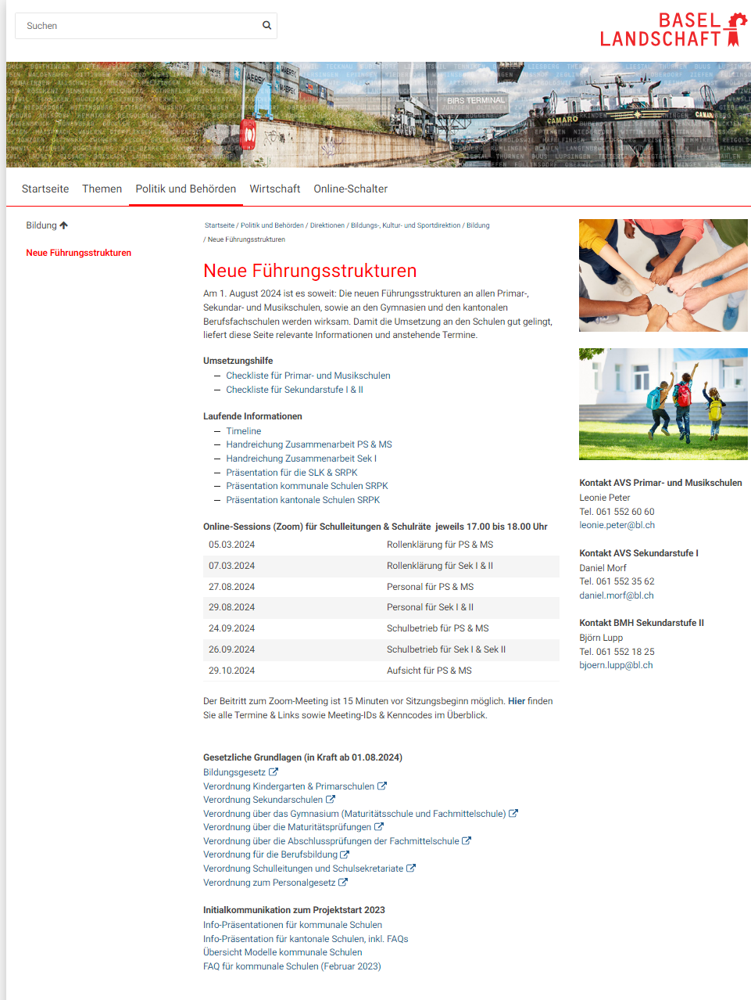 Suchen
BASEL
LANDSCHAFT
BIRS TERMINAL
CAMARO
Startseite Themen Politik und Behörden Wirtschaft Online-Schalter
Bildung
Neue Führungsstrukturen
Startseite / Politik und Behörden / Direktionen / Bildungs-, Kultur- und Sportdirektion / Bildung
/ Neue Führungsstrukturen
Neue Führungsstrukturen
Am 1. August 2024 ist es soweit: Die neuen Führungsstrukturen an allen Primar-,
Sekundar- und Musikschulen, sowie an den Gymnasien und den kantonalen
Berufsfachschulen werden wirksam. Damit die Umsetzung an den Schulen gut gelingt,
liefert diese Seite relevante Informationen und anstehende Termine.
Umsetzungshilfe
– Checkliste für Primar- und Musikschulen
– Checkliste für Sekundarstufe I & II
Laufende Informationen
– Timeline
– Handreichung Zusammenarbeit PS & MS
– Handreichung Zusammenarbeit Sek I
– Präsentation für die SLK & SRPK
– Präsentation kommunale Schulen SRPK
– Präsentation kantonale Schulen SRPK
Online-Sessions (Zoom) für Schulleitungen & Schulräte jeweils 17.00 bis 18.00 Uhr
05.03.2024 Rollenklärung für PS & MS
07.03.2024 Rollenklärung für Sek I & II
27.08.2024 Personal für PS & MS
29.08.2024 Personal für Sek I & II
24.09.2024 Schulbetrieb für PS & MS
26.09.2024 Schulbetrieb für Sek I & Sek II
29.10.2024 Aufsicht für PS & MS
Der Beitritt zum Zoom-Meeting ist 15 Minuten vor Sitzungsbeginn möglich. Hier finden
Sie alle Termine & Links sowie Meeting-IDs & Kenncodes im Überblick.
Gesetzliche Grundlagen (in Kraft ab 01.08.2024)
Bildungsgesetz
Verordnung Kindergarten & Primarschulen
Verordnung Sekundarschulen
Verordnung über das Gymnasium (Maturitätsschule und Fachmittelschule)
Verordnung über die Maturitätsprüfungen
Verordnung über die Abschlussprüfungen der Fachmittelschule
Verordnung für die Berufsbildung
Verordnung Schulleitungen und Schulsekretariate
Verordnung zum Personalgesetz
Initialkommunikation zum Projektstart 2023
Info-Präsentationen für kommunale Schulen
Info-Präsentation für kantonale Schulen, inkl. FAQs
Übersicht Modelle kommunale Schulen
FAQ für kommunale Schulen (Februar 2023)
Kontakt AVS Primar- und Musikschulen
Leonie Peter
Tel. 061 552 60 60
leonie.peter@bl.ch
Kontakt AVS Sekundarstufe I
Daniel Morf
Tel. 061 552 35 62
daniel.morf@bl.ch
Kontakt BMH Sekundarstufe II
Björn Lupp
Tel. 061 552 18 25
bjoern.lupp@bl.ch